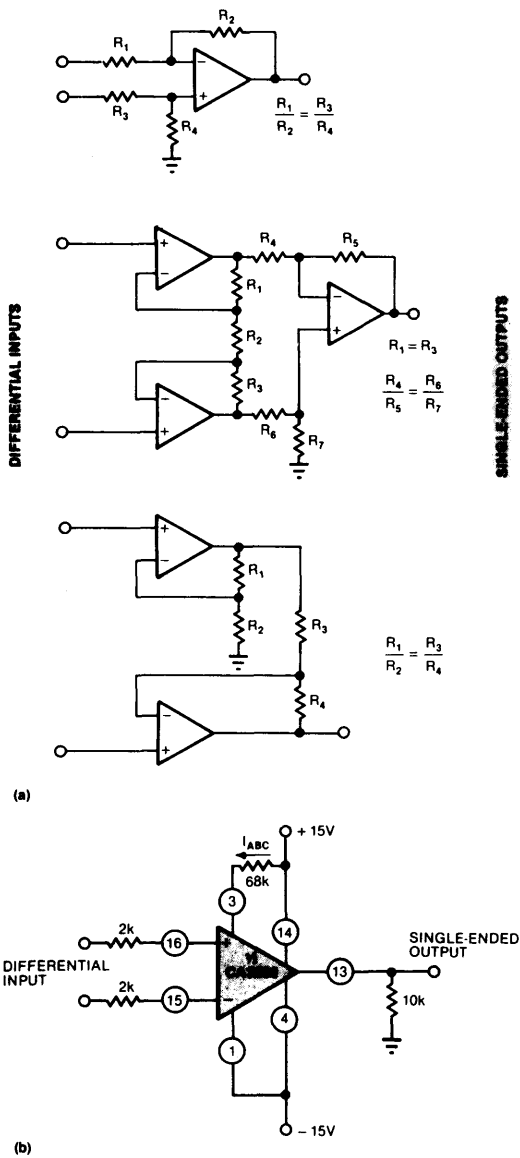 R2
R1
R3
R4
R1/R2 = R3/R4
DIFFERENTIAL INPUTS
SINGLE-ENDED OUTPUTS
R4
R5
R1
R2
R3
R6
R7
R1 = R3
R4/R5 = R6/R7
R1
R2
R3
R4
R1/R2 = R3/R4
(a)
+ 15V
IABC
68k
3
14
2k
16
+
SINGLE-ENDED
OUTPUT
13
DIFFERENTIAL
INPUT
2k
15
−
10k
4
1
− 15V
(b)